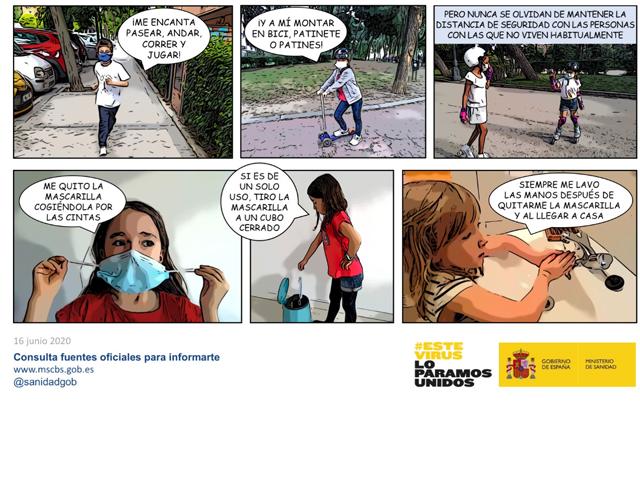 ¡ME ENCANTA
PASEAR, ANDAR,
CORRER Y
JUGAR!
¡Y A MÍ MONTAR
EN BICI, PATINETE
O PATINES!
PERO NUNCA SE OLVIDAN DE MANTENER LA
DISTANCIA DE SEGURIDAD CON LAS PERSONAS
CON LAS QUE NO VIVEN HABITUALMENTE
ME QUITO LA
MASCARILLA
COGIÉNDOLA POR
LAS CINTAS
SI ES DE
UN SOLO
USO, TIRO LA
MASCARILLA
A UN CUBO
CERRADO
SIEMPRE ME LAVO
LAS MANOS DESPUÉS DE
QUITARME LA MASCARILLA
Y AL LLEGAR A CASA
16 junio 2020
Consulta fuentes oficiales para informarte
www.mscbs.gob.es
@sanidadgob
#ESTE
VIRUS
LO
PARAMOS
UNIDOS
GOBIERNO
DE ESPAÑA
MINISTERIO
DE SANIDAD